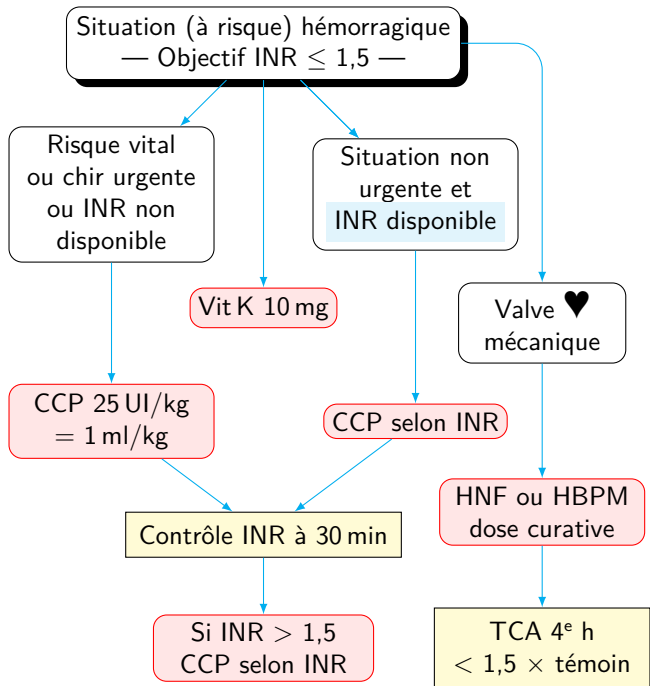 Situation (à risque) hémorragique
— Objectif INR ≤ 1,5 —
Risque vital
ou chir urgente
ou INR non
disponible
Situation non
urgente et
INR disponible
Vit K 10 mg
Valve ♥
mécanique
CCP 25 UI/kg
= 1 ml/kg
CCP selon INR
HNF ou HBPM
dose curative
Contrôle INR à 30 min
Si INR > 1,5
CCP selon INR
TCA 4ᵉ h
< 1,5 × témoin